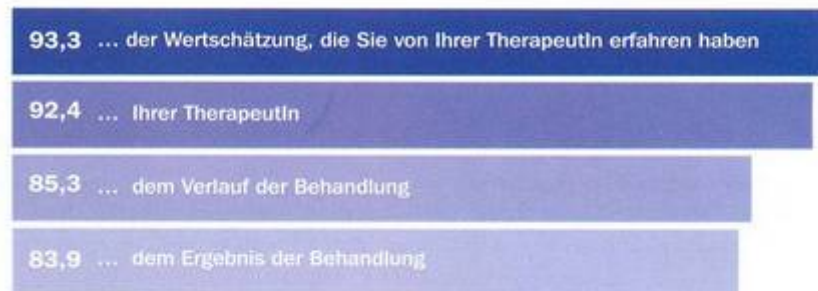 93,3 ... der Wertschätzung, die Sie von Ihrer TherapeutIn erfahren haben
92,4 ... Ihrer TherapeutIn
85,3 ... dem Verlauf der Behandlung
83,9 ... dem Ergebnis der Behandlung